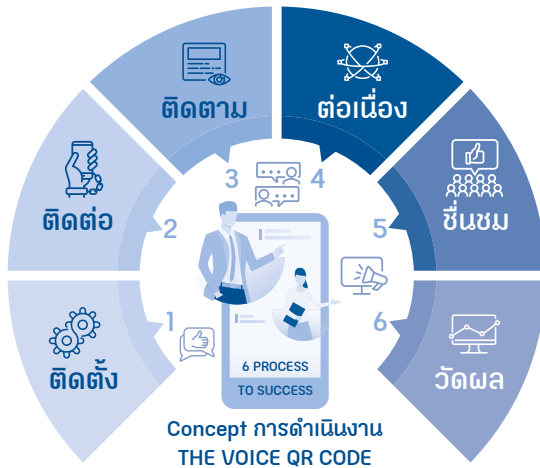 1
ติดตั้ง
2
ติดต่อ
3
ติดตาม
4
ต่อเนื่อง
5
ชื่นชม
6
วัดผล
6 PROCESS
TO SUCCESS
Concept การดำเนินงาน
THE VOICE QR CODE